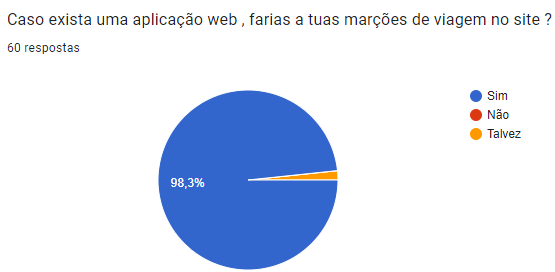 Caso exista uma aplicação web , farias a tuas marções de viagem no site ?
60 respostas
Sim
Não
Talvez
98,3%